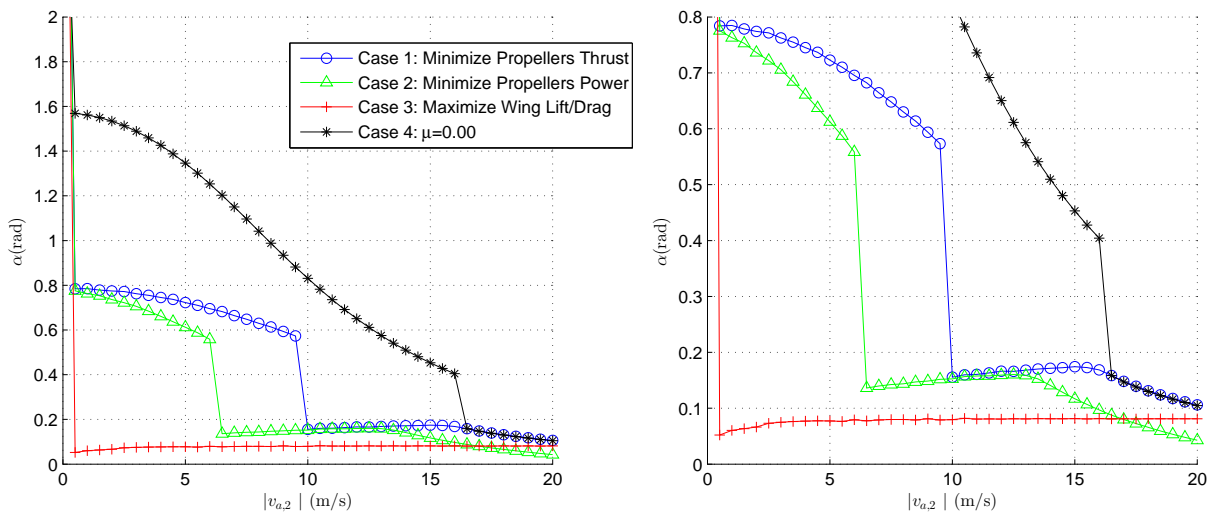 2
1.8
1.6
1.4
1.2
1
0.8
0.6
0.4
0.2
0
α(rad)
0 5 10 15 20
|v_{a,2}| (m/s)
Case 1: Minimize Propellers Thrust
Case 2: Minimize Propellers Power
Case 3: Maximize Wing Lift/Drag
Case 4: μ=0.00
0.8
0.7
0.6
0.5
0.4
0.3
0.2
0.1
0
α(rad)
0 5 10 15 20
|v_{a,2}| (m/s)